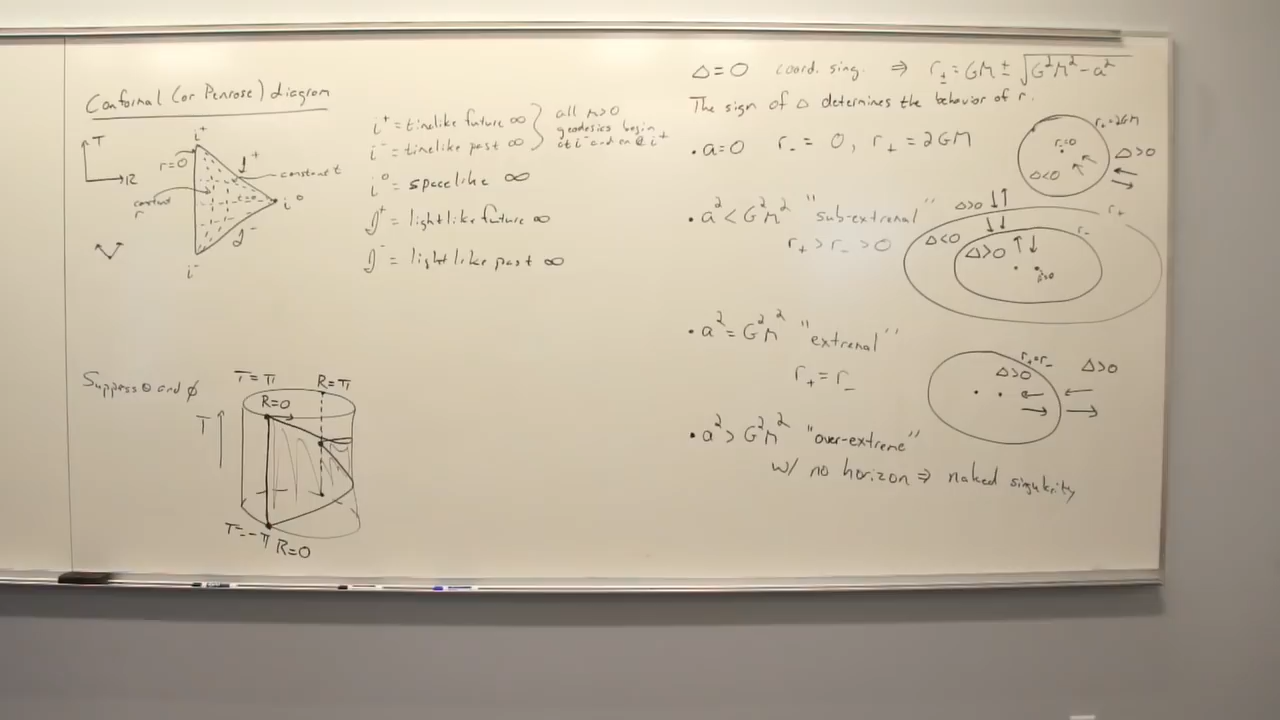 Conformal (or Penrose) diagram
T
R
i⁺
r=0
𝒥⁺
constant t
constant r
t=0
i⁰
𝒥⁻
i⁻
i⁺ = timelike future ∞
i⁻ = timelike past ∞
all m>0
geodesics begin
at i⁻ and end @ i⁺
i⁰ = spacelike ∞
𝒥⁺ = lightlike future ∞
𝒥⁻ = lightlike past ∞
Suppress θ and ϕ
T=π
R=π
R=0
T
T=-π
R=0
Δ=0 coord. sing. ⇒ r± = GM ± √G²M²-a²
The sign of Δ determines the behavior of r.
• a=0 r₋ = 0, r₊ = 2GM
r₊=2GM
r=0
Δ<0
Δ>0
• a² < G²M² "sub-extremal"
r₊ > r₋ > 0
Δ>0
r₊
Δ<0
r₋
Δ>0
• a² = G²M² "extremal"
r₊ = r₋
r₊=r₋
Δ>0
Δ>0
• a² > G²M² "over-extreme"
w/ no horizon ⇒ naked singularity